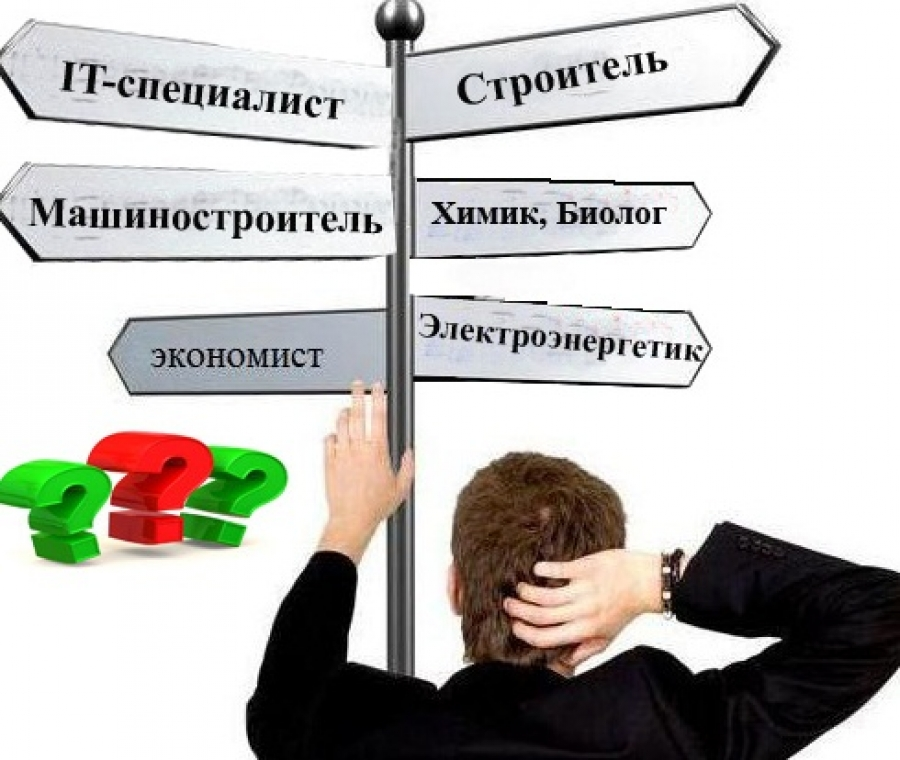 IT-специалист
Строитель
Машиностроитель
Химик, Биолог
экономист
Электроэнергетик
???